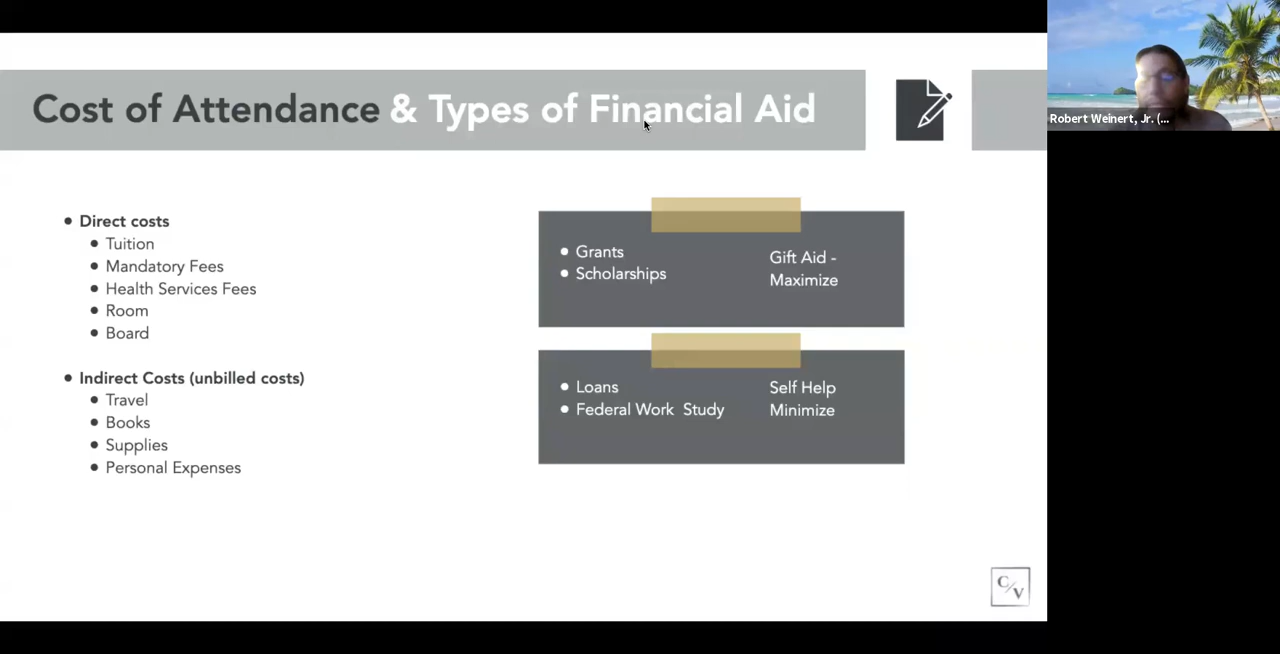 Cost of Attendance & Types of Financial Aid
Robert Weinert, Jr. (...
• Direct costs
• Tuition
• Mandatory Fees
• Health Services Fees
• Room
• Board
• Indirect Costs (unbilled costs)
• Travel
• Books
• Supplies
• Personal Expenses
• Grants
• Scholarships
Gift Aid -
Maximize
• Loans
• Federal Work Study
Self Help
Minimize
C/V